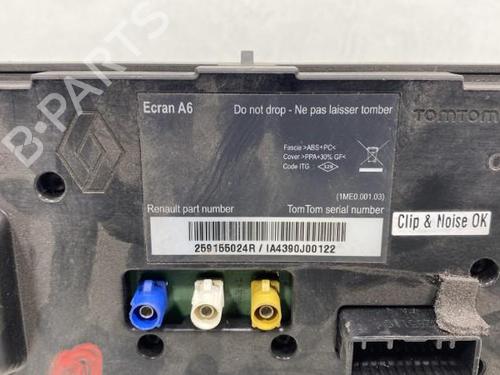 B-PARTS
Ecran A6
Do not drop - Ne pas laisser tomber
TOMTOM
Fascia >ABS+PC<
Cover >PPA+30% GF<
Code ITG
(1ME0.001.03)
Renault part number
TomTom serial number
Clip & Noise OK
259155024R / IA4390J00122